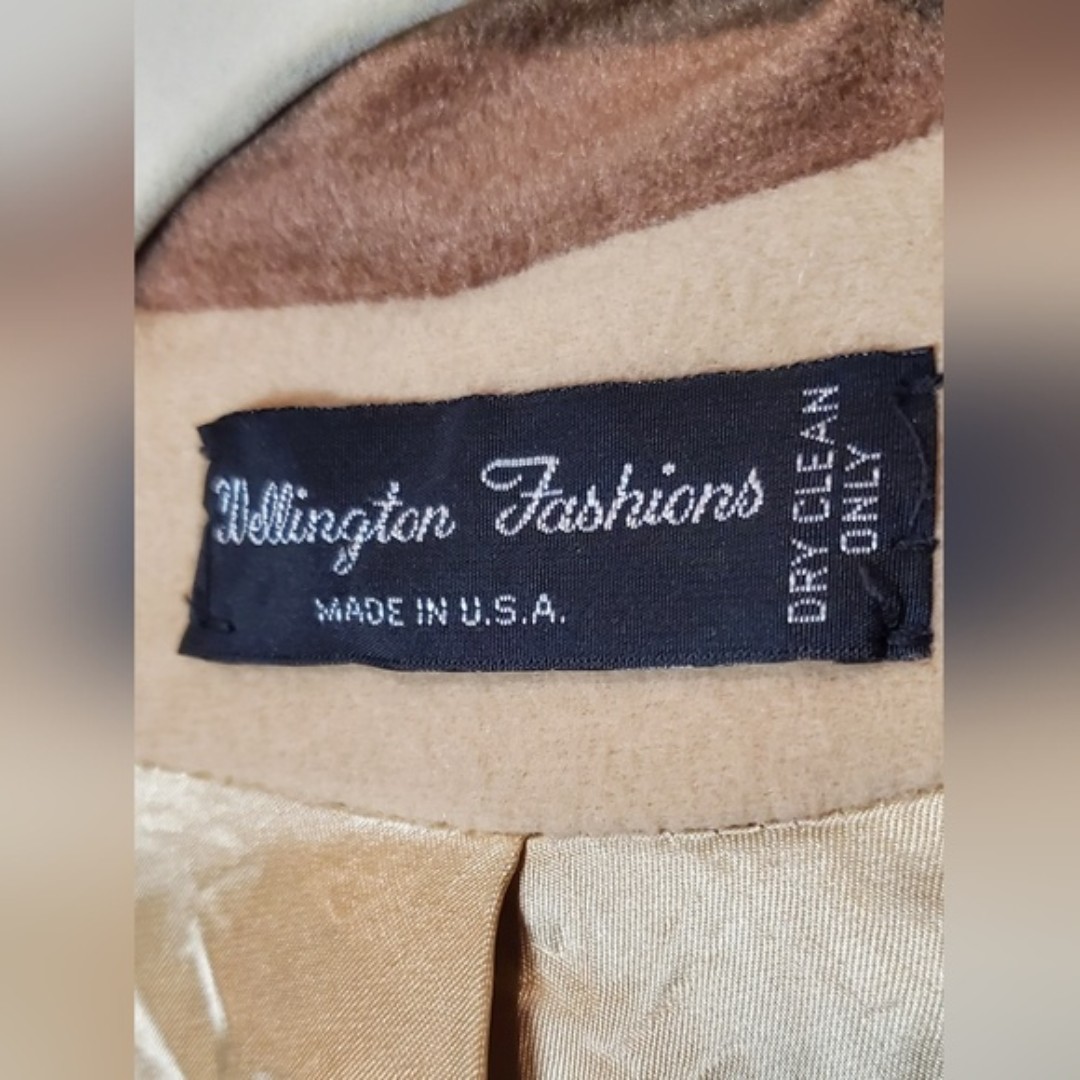 Wellington Fashions
MADE IN U.S.A.
DRY CLEAN
ONLY